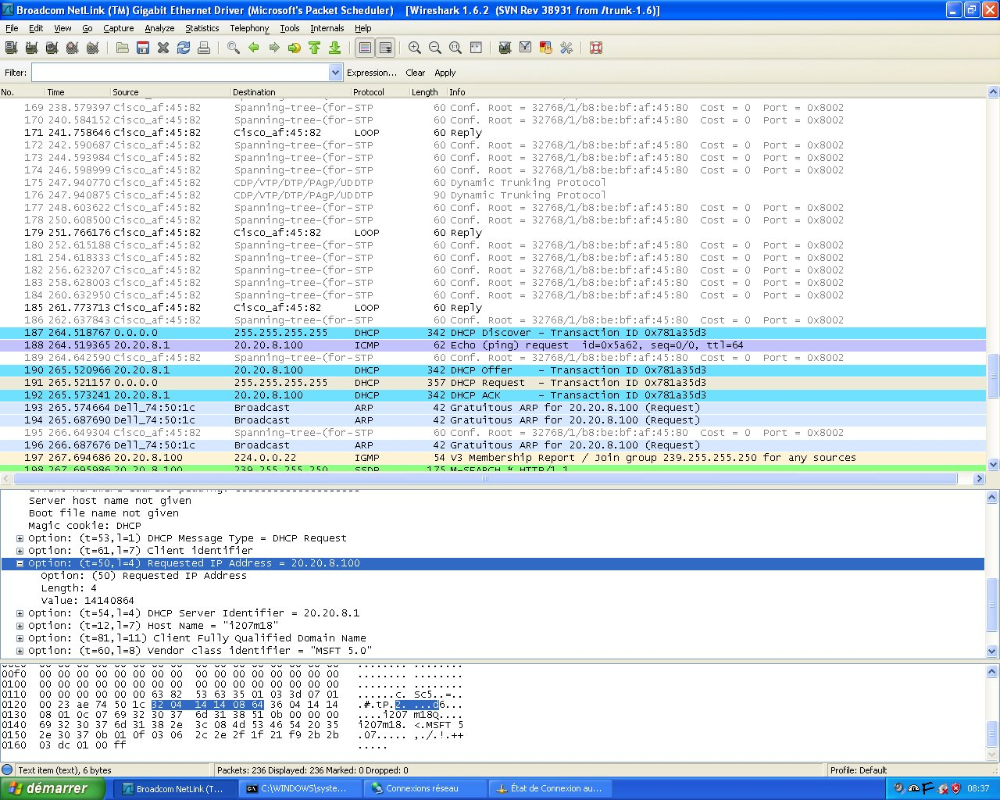 Broadcom NetLink (TM) Gigabit Ethernet Driver (Microsoft's Packet Scheduler) [Wireshark 1.6.2 (SVN Rev 38931 from /trunk-1.6)]
File Edit View Go Capture Analyze Statistics Telephony Tools Internals Help
Filter: Expression... Clear Apply
No. Time Source Destination Protocol Length Info
169 238.579397 Cisco_af:45:82 Spanning-tree-(for- STP 60 Conf. Root = 32768/1/b8:be:bf:af:45:80 Cost = 0 Port = 0x8002
170 240.584152 Cisco_af:45:82 Spanning-tree-(for- STP 60 Conf. Root = 32768/1/b8:be:bf:af:45:80 Cost = 0 Port = 0x8002
171 241.758646 Cisco_af:45:82 Cisco_af:45:82 LOOP 60 Reply
172 242.590687 Cisco_af:45:82 Spanning-tree-(for- STP 60 Conf. Root = 32768/1/b8:be:bf:af:45:80 Cost = 0 Port = 0x8002
173 244.593984 Cisco_af:45:82 Spanning-tree-(for- STP 60 Conf. Root = 32768/1/b8:be:bf:af:45:80 Cost = 0 Port = 0x8002
174 246.598999 Cisco_af:45:82 Spanning-tree-(for- STP 60 Conf. Root = 32768/1/b8:be:bf:af:45:80 Cost = 0 Port = 0x8002
175 247.940770 Cisco_af:45:82 CDP/VTP/DTP/PAgP/UD DTP 60 Dynamic Trunking Protocol
176 247.940875 Cisco_af:45:82 CDP/VTP/DTP/PAgP/UD DTP 90 Dynamic Trunking Protocol
177 248.603622 Cisco_af:45:82 Spanning-tree-(for- STP 60 Conf. Root = 32768/1/b8:be:bf:af:45:80 Cost = 0 Port = 0x8002
178 250.608500 Cisco_af:45:82 Spanning-tree-(for- STP 60 Conf. Root = 32768/1/b8:be:bf:af:45:80 Cost = 0 Port = 0x8002
179 251.766176 Cisco_af:45:82 Cisco_af:45:82 LOOP 60 Reply
180 252.615188 Cisco_af:45:82 Spanning-tree-(for- STP 60 Conf. Root = 32768/1/b8:be:bf:af:45:80 Cost = 0 Port = 0x8002
181 254.618333 Cisco_af:45:82 Spanning-tree-(for- STP 60 Conf. Root = 32768/1/b8:be:bf:af:45:80 Cost = 0 Port = 0x8002
182 256.623207 Cisco_af:45:82 Spanning-tree-(for- STP 60 Conf. Root = 32768/1/b8:be:bf:af:45:80 Cost = 0 Port = 0x8002
183 258.628003 Cisco_af:45:82 Spanning-tree-(for- STP 60 Conf. Root = 32768/1/b8:be:bf:af:45:80 Cost = 0 Port = 0x8002
184 260.632950 Cisco_af:45:82 Spanning-tree-(for- STP 60 Conf. Root = 32768/1/b8:be:bf:af:45:80 Cost = 0 Port = 0x8002
185 261.773713 Cisco_af:45:82 Cisco_af:45:82 LOOP 60 Reply
186 262.637843 Cisco_af:45:82 Spanning-tree-(for- STP 60 Conf. Root = 32768/1/b8:be:bf:af:45:80 Cost = 0 Port = 0x8002
187 264.518767 0.0.0.0 255.255.255.255 DHCP 342 DHCP Discover - Transaction ID 0x781a35d3
188 264.519365 20.20.8.1 20.20.8.100 ICMP 62 Echo (ping) request id=0x5a62, seq=0/0, ttl=64
189 264.642590 Cisco_af:45:82 Spanning-tree-(for- STP 60 Conf. Root = 32768/1/b8:be:bf:af:45:80 Cost = 0 Port = 0x8002
190 265.520966 20.20.8.1 20.20.8.100 DHCP 342 DHCP Offer - Transaction ID 0x781a35d3
191 265.521157 0.0.0.0 255.255.255.255 DHCP 357 DHCP Request - Transaction ID 0x781a35d3
192 265.573241 20.20.8.1 20.20.8.100 DHCP 342 DHCP ACK - Transaction ID 0x781a35d3
193 265.574664 Dell_74:50:1c Broadcast ARP 42 Gratuitous ARP for 20.20.8.100 (Request)
194 265.687690 Dell_74:50:1c Broadcast ARP 42 Gratuitous ARP for 20.20.8.100 (Request)
195 266.649304 Cisco_af:45:82 Spanning-tree-(for- STP 60 Conf. Root = 32768/1/b8:be:bf:af:45:80 Cost = 0 Port = 0x8002
196 266.687676 Dell_74:50:1c Broadcast ARP 42 Gratuitous ARP for 20.20.8.100 (Request)
197 267.694686 20.20.8.100 224.0.0.22 IGMP 54 V3 Membership Report / Join group 239.255.255.250 for any sources
198 267.695986 20.20.8.100 239.255.255.250 SSDP 175 M-SEARCH * HTTP/1.1
Server host name not given
Boot file name not given
Magic cookie: DHCP
Option: (t=53,l=1) DHCP Message Type = DHCP Request
Option: (t=61,l=7) Client identifier
Option: (t=50,l=4) Requested IP Address = 20.20.8.100
Option: (50) Requested IP Address
Length: 4
Value: 14140864
Option: (t=54,l=4) DHCP Server Identifier = 20.20.8.1
Option: (t=12,l=7) Host Name = "i207m18"
Option: (t=81,l=11) Client Fully Qualified Domain Name
Option: (t=60,l=8) Vendor class identifier = "MSFT 5.0"
00f0 00 00 00 00 00 00 00 00 00 00 00 00 00 00 00 00 ........ ........
0100 00 00 00 00 00 00 00 00 00 00 00 00 00 00 00 00 ........ ........
0110 00 00 00 00 00 00 63 82 53 63 35 01 03 3d 07 01 ......c. Sc5..=..
0120 00 23 ae 74 50 1c 32 04 14 14 08 64 36 04 14 14 .#.tP.2. ...d6...
0130 08 01 0c 07 69 32 30 37 6d 31 38 51 0b 00 00 00 ....i207 m18Q....
0140 69 32 30 37 6d 31 38 2e 3c 08 4d 53 46 54 20 35 i207m18. <.MSFT 5
0150 2e 30 37 0b 01 0f 03 06 2c 2e 2f 1f 21 f9 2b 2b .07..... ,./.!.++
0160 03 dc 01 00 ff .....
Text item (text), 6 bytes Packets: 236 Displayed: 236 Marked: 0 Dropped: 0 Profile: Default
démarrer Broadcom NetLink (T... C:\WINDOWS\syste... Connexions réseau État de Connexion au... 08:37